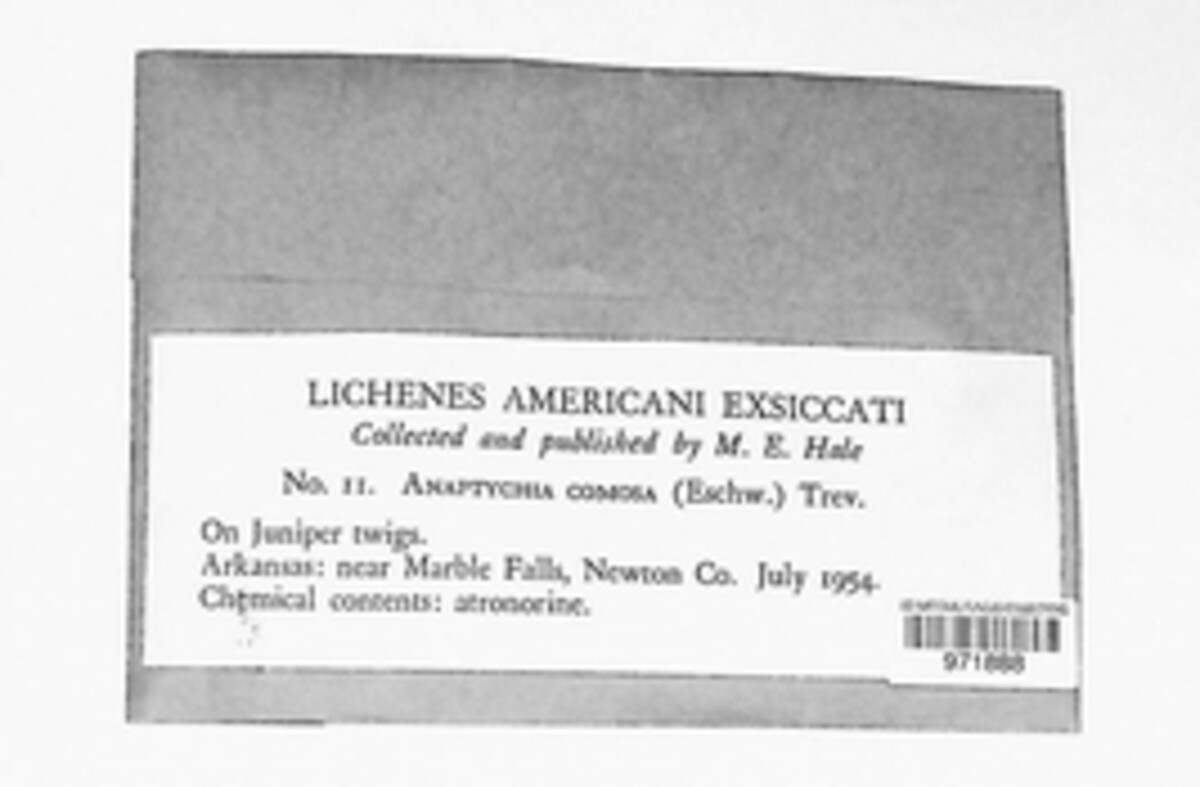 LICHENES AMERICANI EXSICCATI
Collected and published by M. E. Hale
No. 11. ANAPTYCHIA COMOSA (Eschw.) Trev.
On Juniper twigs.
Arkansas: near Marble Falls, Newton Co. July 1954.
Chemical contents: atronorine.
971888